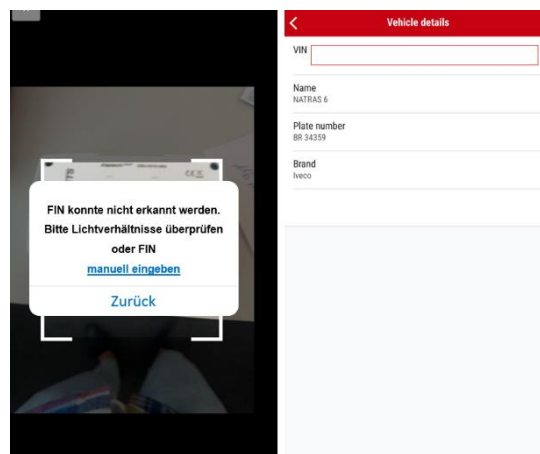 FIN konnte nicht erkannt werden.
Bitte Lichtverhältnisse überprüfen
oder FIN
manuell eingeben
Zurück
Vehicle details
VIN
Name
NATRAS 6
Plate number
BR 34359
Brand
Iveco